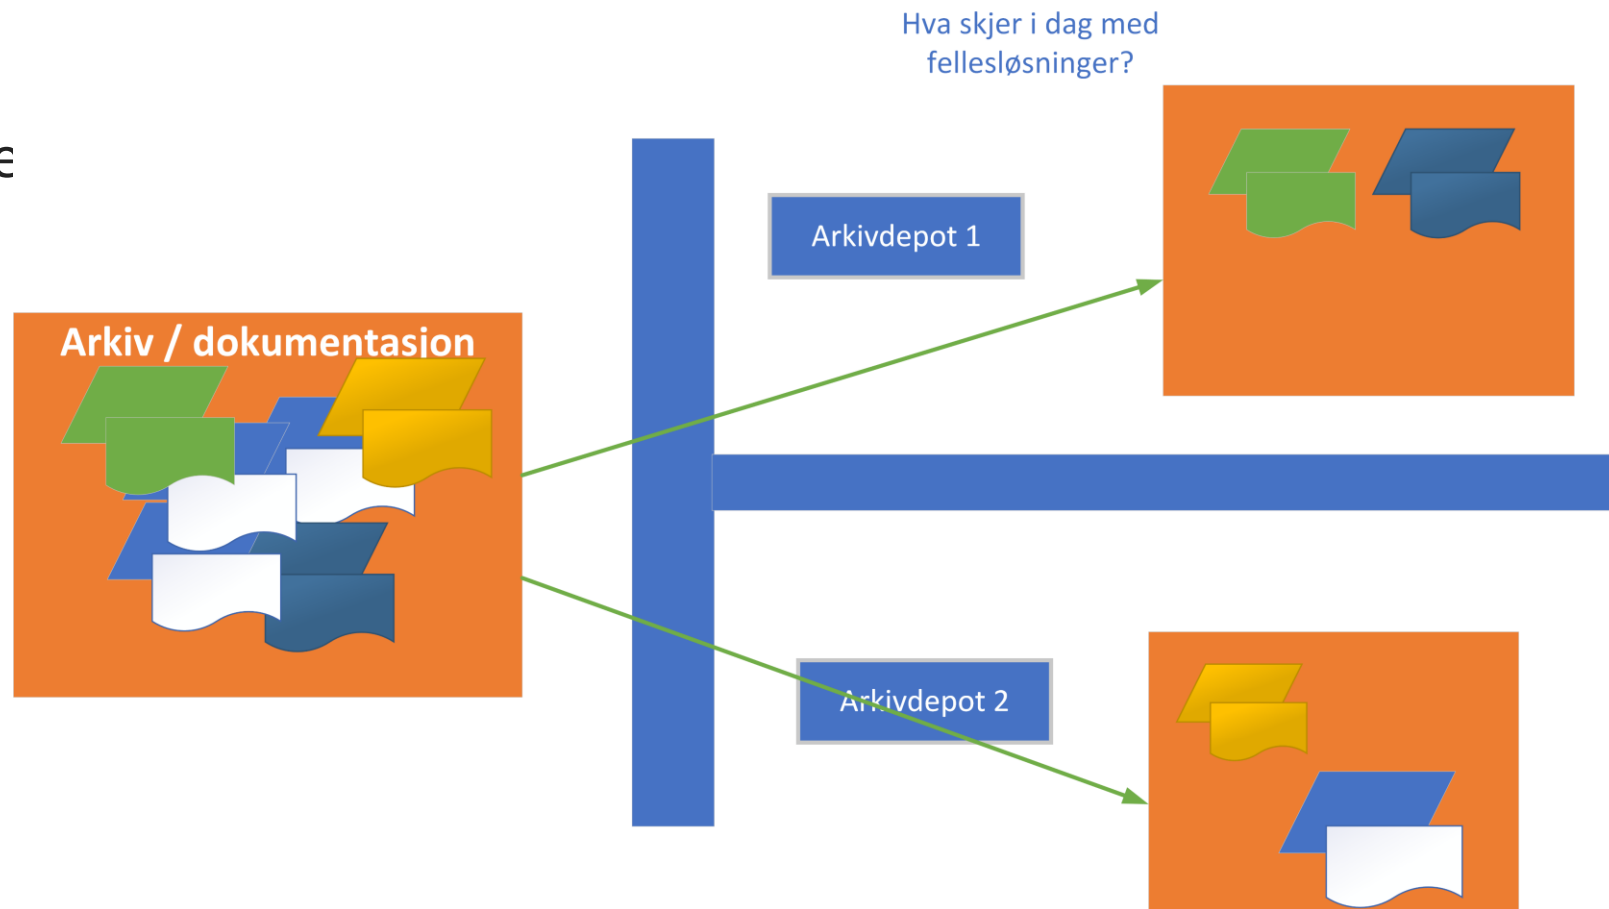 Hva skjer i dag med
fellesløsninger?
e
Arkivdepot 1
Arkiv / dokumentasjon
Arkivdepot 2